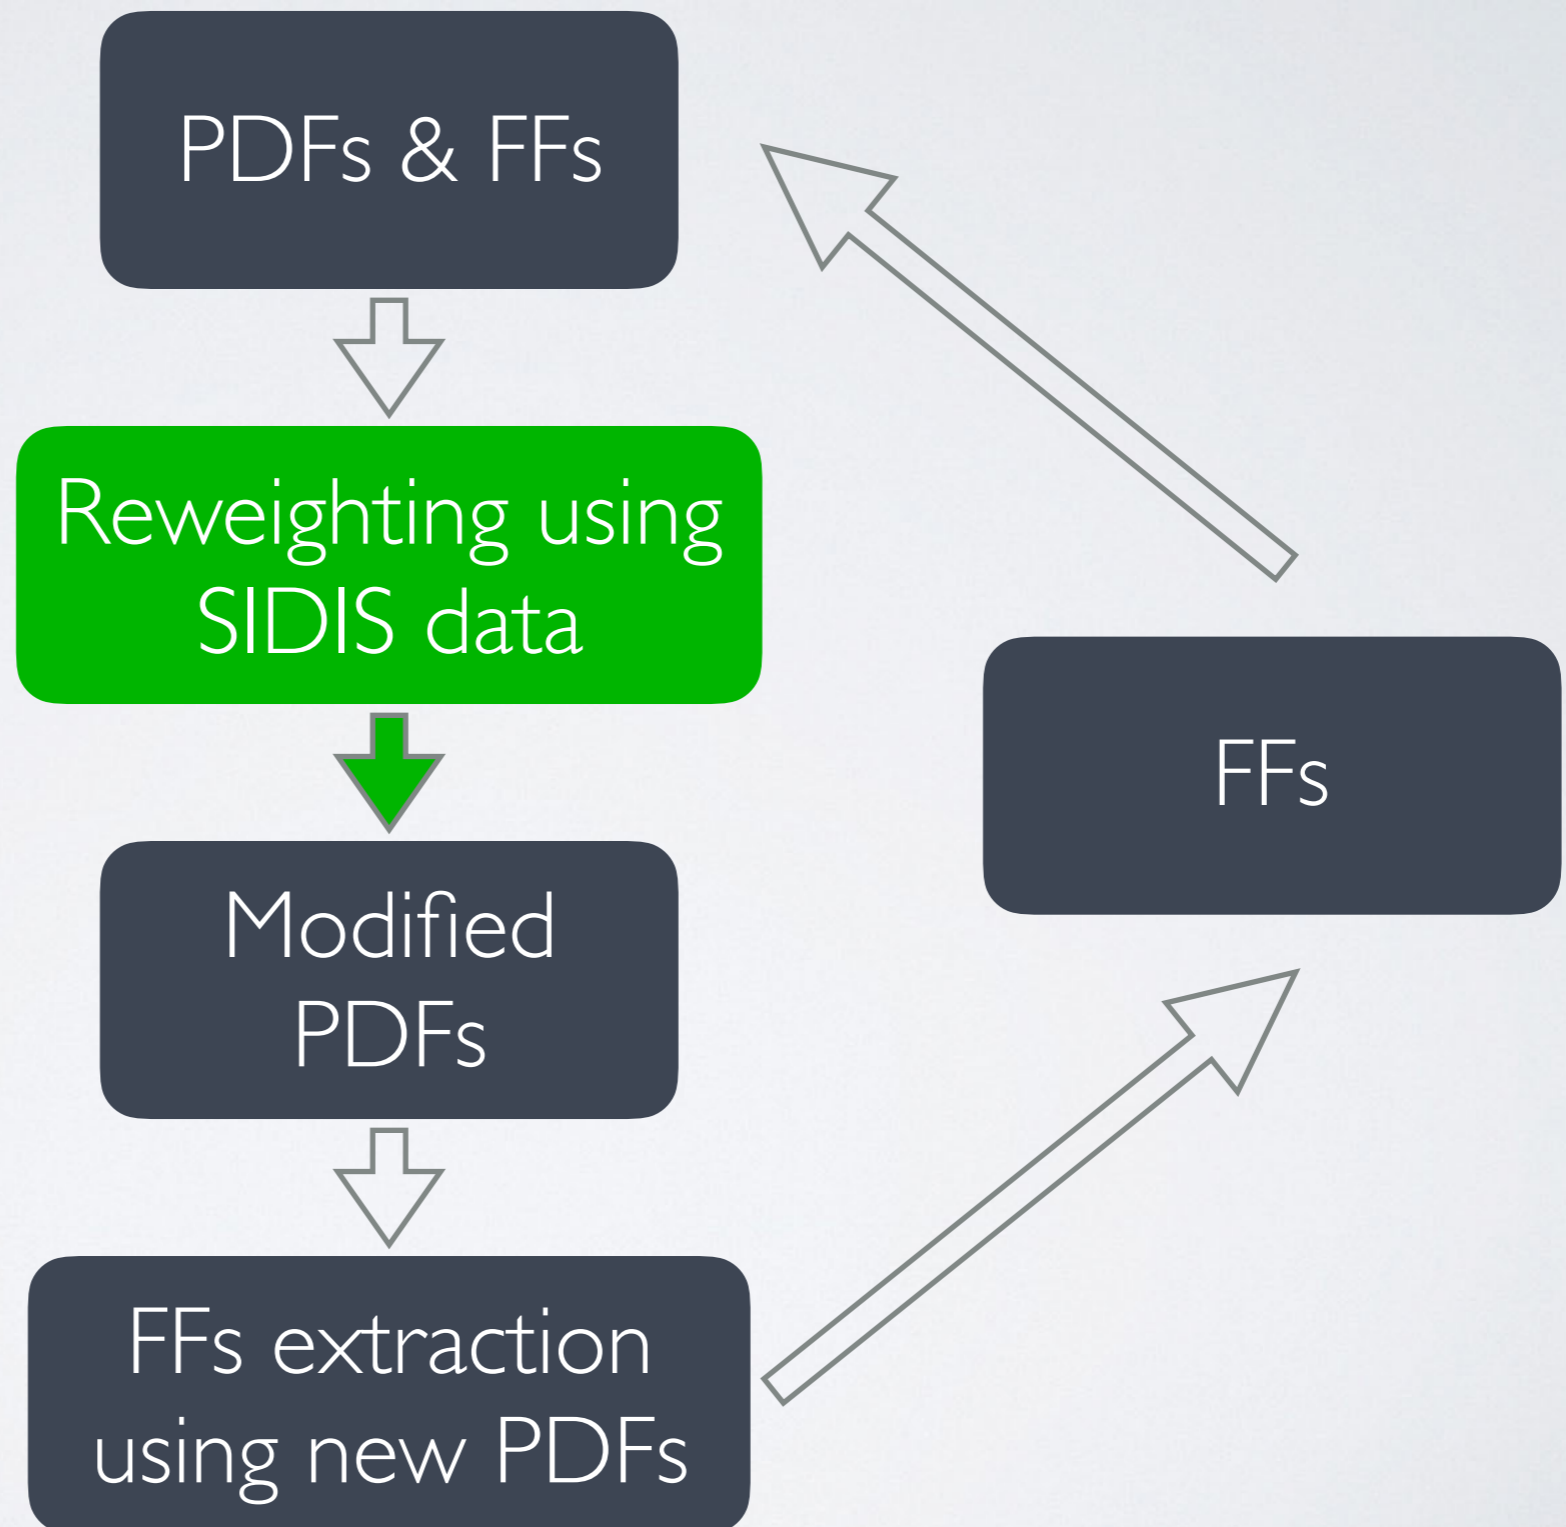 PDFs & FFs
Reweighting using
SIDIS data
Modified
PDFs
FFs extraction
using new PDFs
FFs